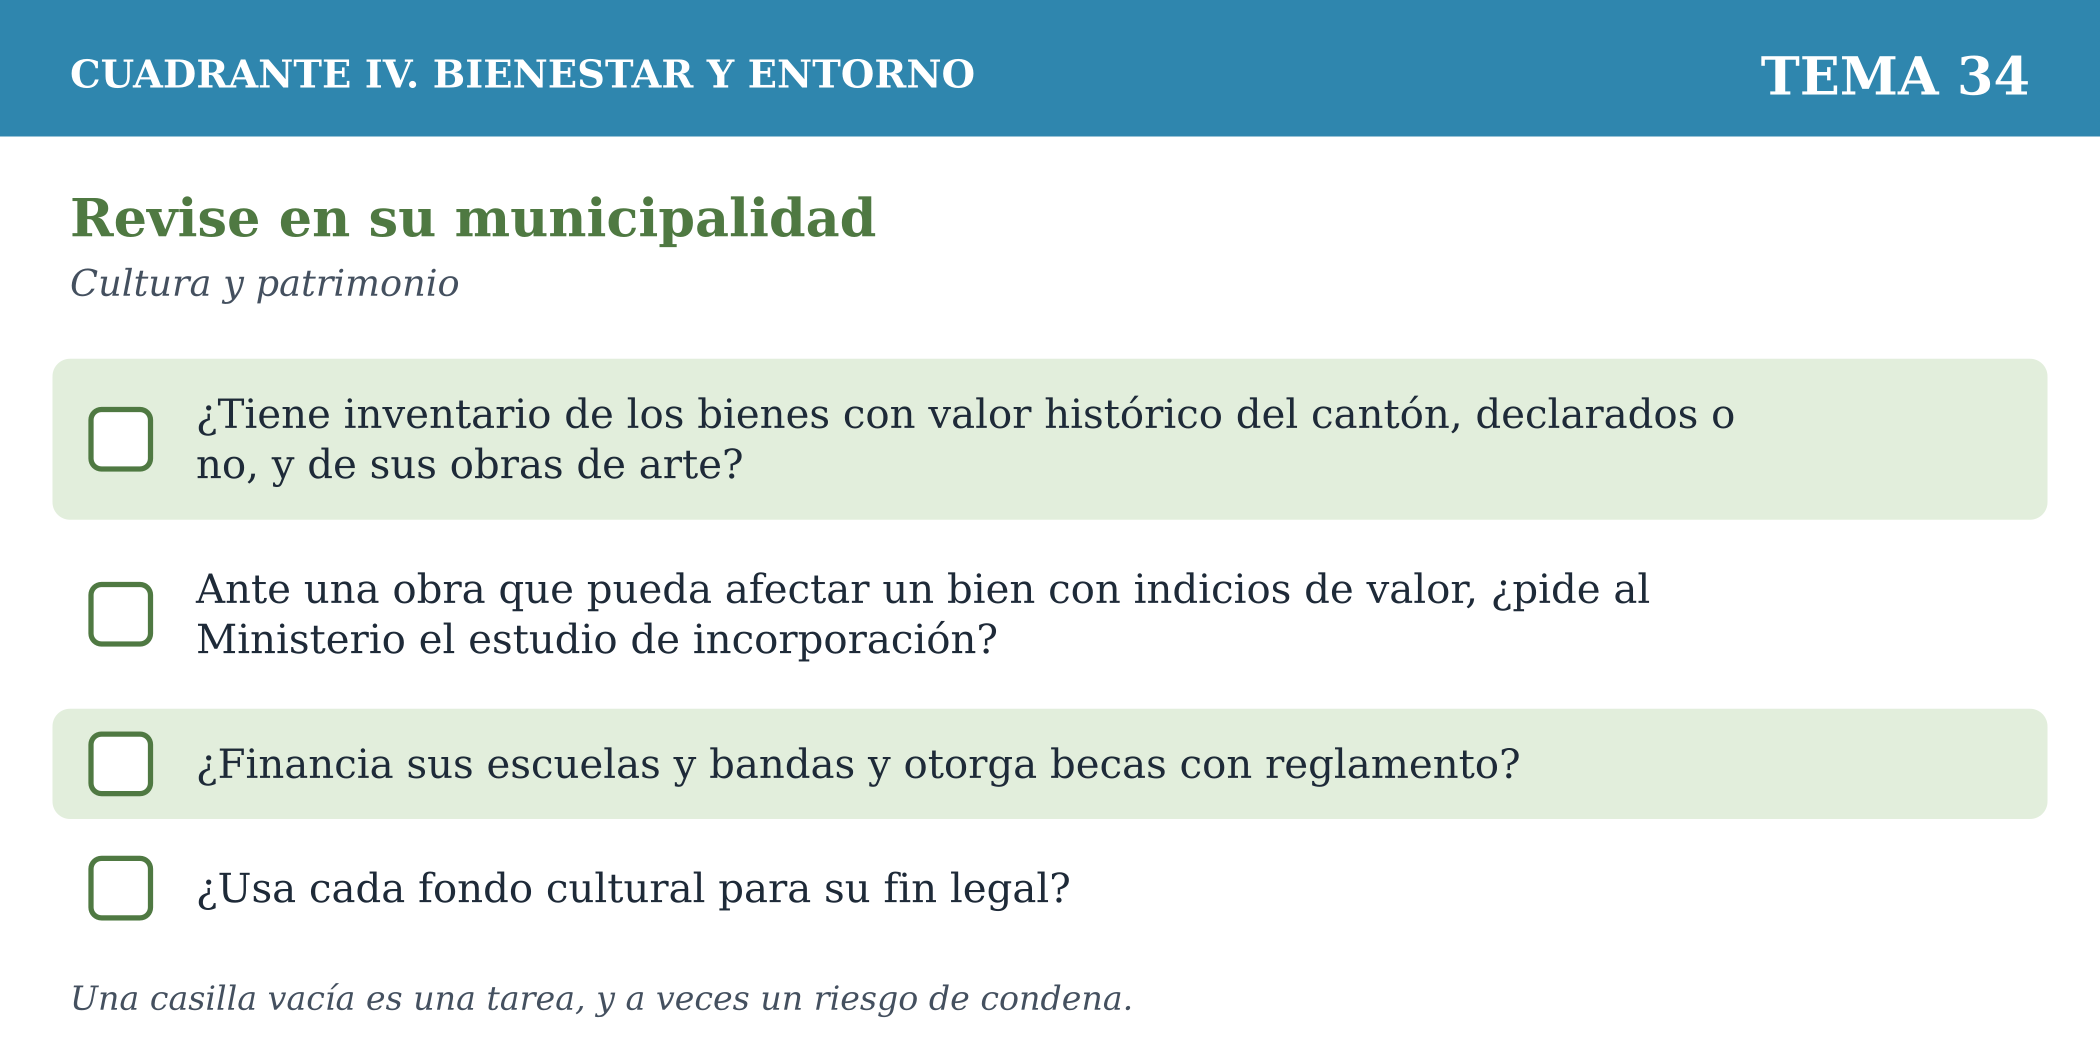 CUADRANTE IV. BIENESTAR Y ENTORNO
TEMA 34
Revise en su municipalidad
Cultura y patrimonio
¿Tiene inventario de los bienes con valor histórico del cantón, declarados o
no, y de sus obras de arte?
Ante una obra que pueda afectar un bien con indicios de valor, ¿pide al
Ministerio el estudio de incorporación?
¿Financia sus escuelas y bandas y otorga becas con reglamento?
¿Usa cada fondo cultural para su fin legal?
Una casilla vacía es una tarea, y a veces un riesgo de condena.